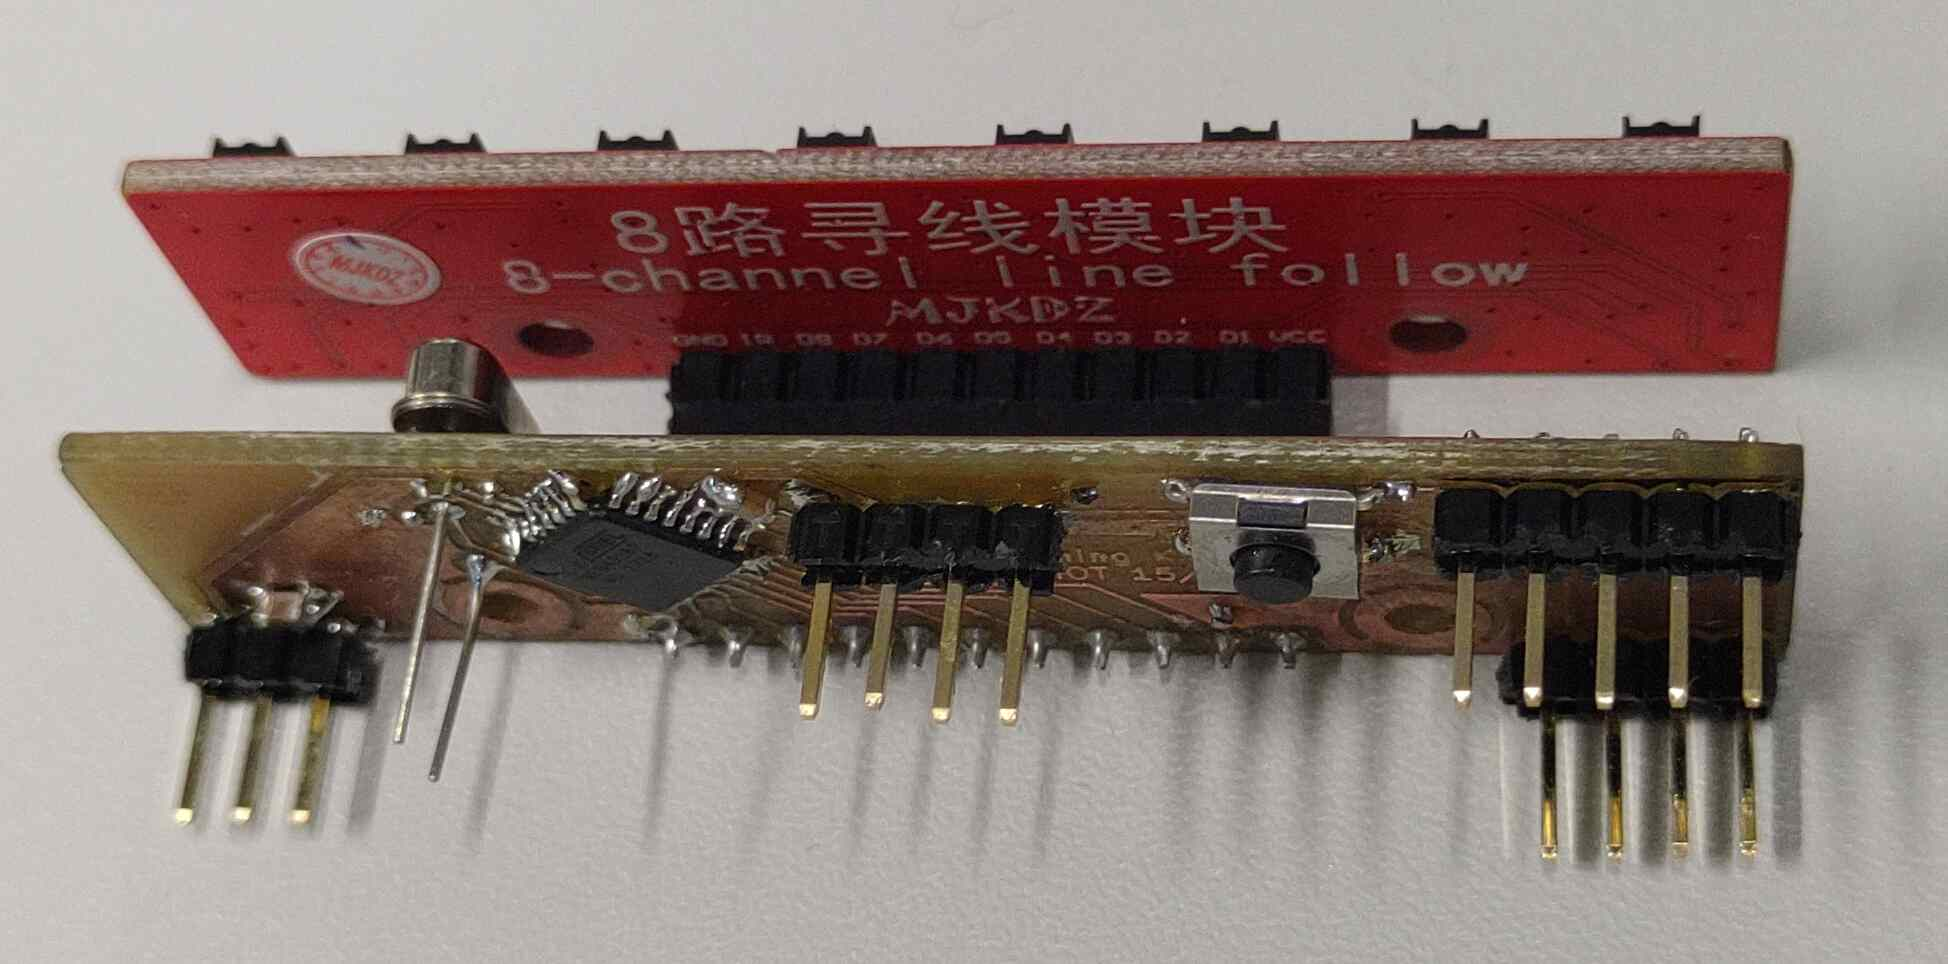 8路寻线模块
8-channel line follow
MJKDZ
MJKDZ
GND IR D8 D7 D6 D5 D4 D3 D2 D1 VCC